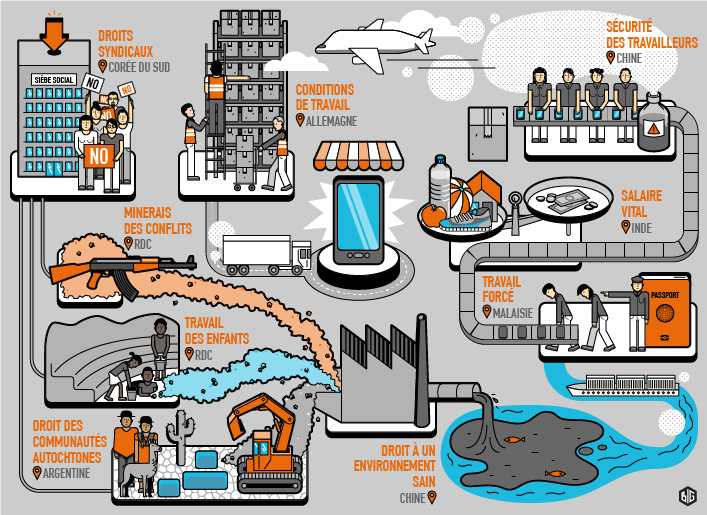 DROITS
SYNDICAUX
CORÉE DU SUD
SIÈGE SOCIAL
NO
NO
NO
NO
CONDITIONS
DE TRAVAIL
ALLEMAGNE
SÉCURITÉ
DES TRAVAILLEURS
CHINE
MINERAIS
DES CONFLITS
RDC
SALAIRE
VITAL
INDE
TRAVAIL
FORCÉ
MALAISIE
PASSPORT
TRAVAIL
DES ENFANTS
RDC
DROIT DES
COMMUNAUTÉS
AUTOCHTONES
ARGENTINE
DROIT À UN
ENVIRONNEMENT
SAIN
CHINE